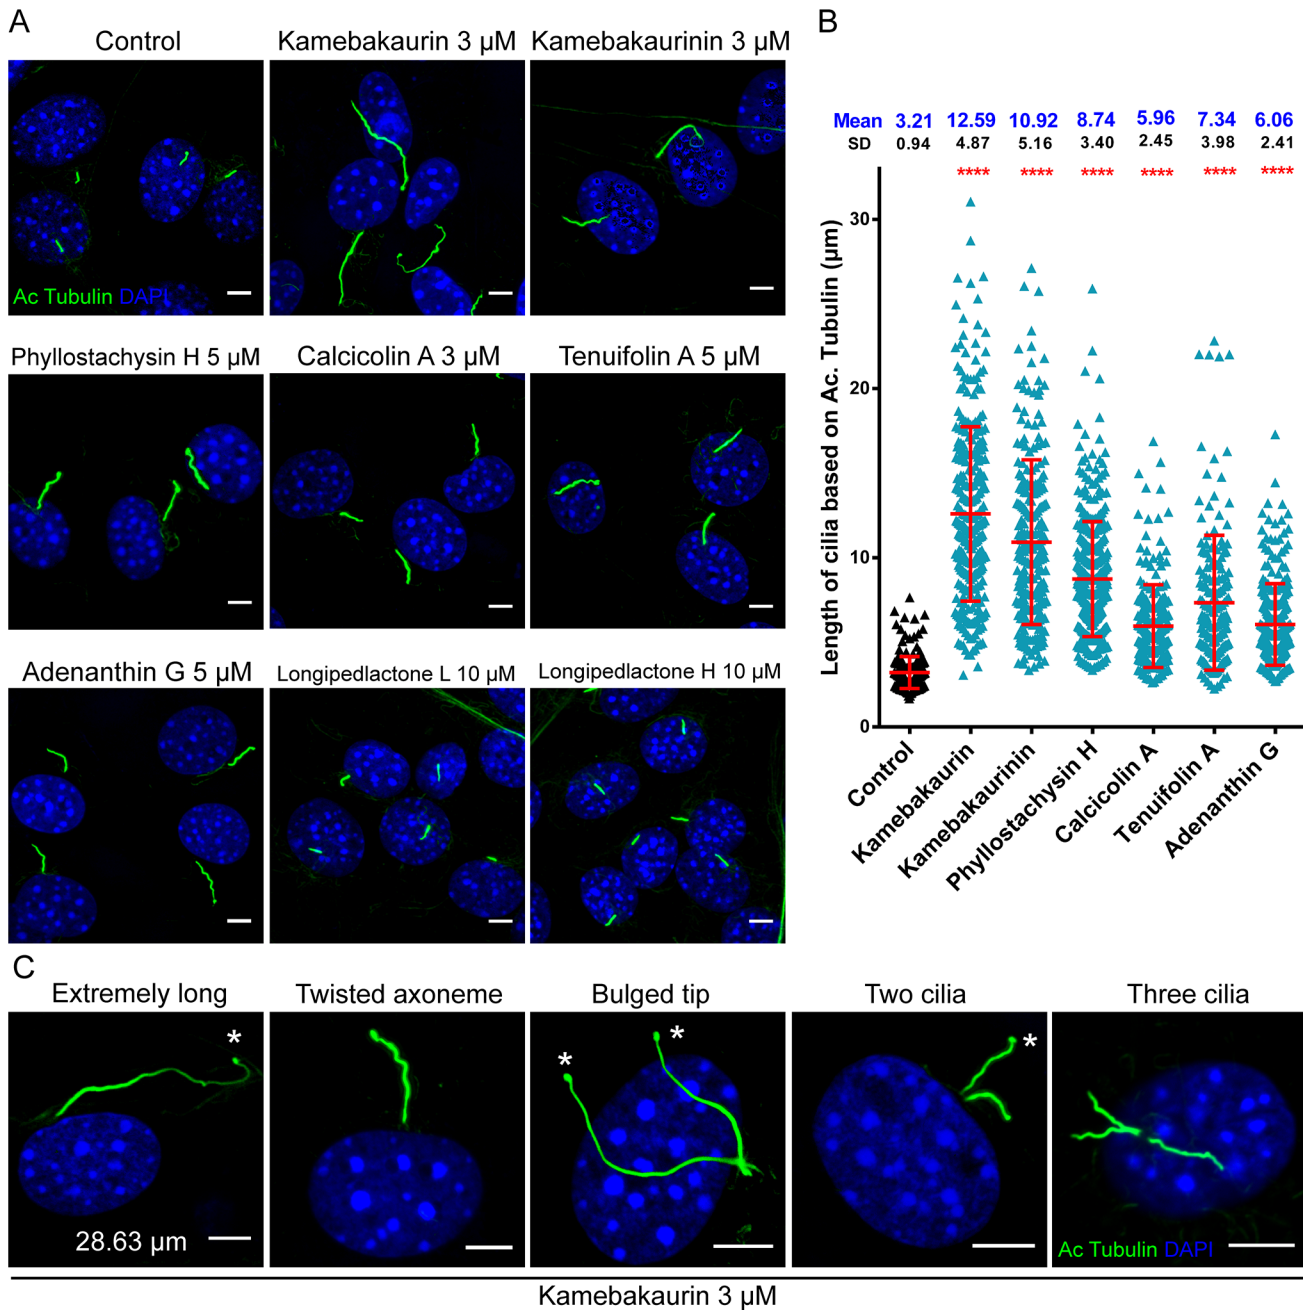 A
Control
Kamebakaurin 3 µM
Kamebakaurinin 3 µM
Ac Tubulin DAPI
Phyllostachysin H 5 µM
Calcicolin A 3 µM
Tenuifolin A 5 µM
Adenanthin G 5 µM
Longipedlactone L 10 µM
Longipedlactone H 10 µM
B
Mean 3.21 12.59 10.92 8.74 5.96 7.34 6.06
SD 0.94 4.87 5.16 3.40 2.45 3.98 2.41
**** **** **** **** **** ****
Length of cilia based on Ac. Tubulin (µm)
30
20
10
0
Control
Kamebakaurin
Kamebakaurinin
Phyllostachysin H
Calcicolin A
Tenuifolin A
Adenanthin G
C
Extremely long
Twisted axoneme
Bulged tip
Two cilia
Three cilia
*
28.63 µm
*
*
*
Ac Tubulin DAPI
Kamebakaurin 3 µM